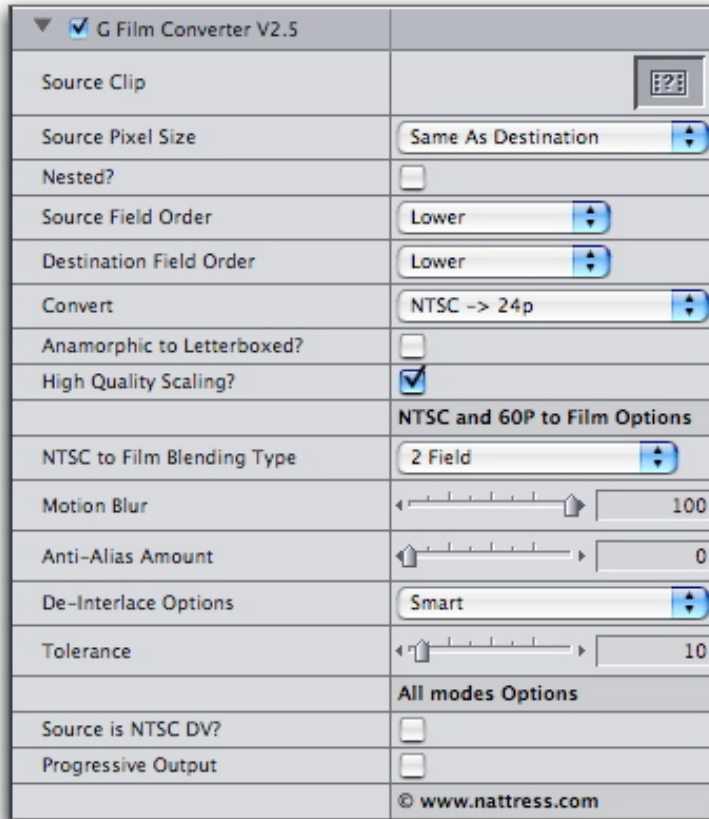 G Film Converter V2.5
Source Clip
?
Source Pixel Size Same As Destination
Nested?
Source Field Order Lower
Destination Field Order Lower
Convert NTSC -> 24p
Anamorphic to Letterboxed?
High Quality Scaling?
NTSC and 60P to Film Options
NTSC to Film Blending Type 2 Field
Motion Blur 100
Anti-Alias Amount 0
De-Interlace Options Smart
Tolerance 10
All modes Options
Source is NTSC DV?
Progressive Output
© www.nattress.com